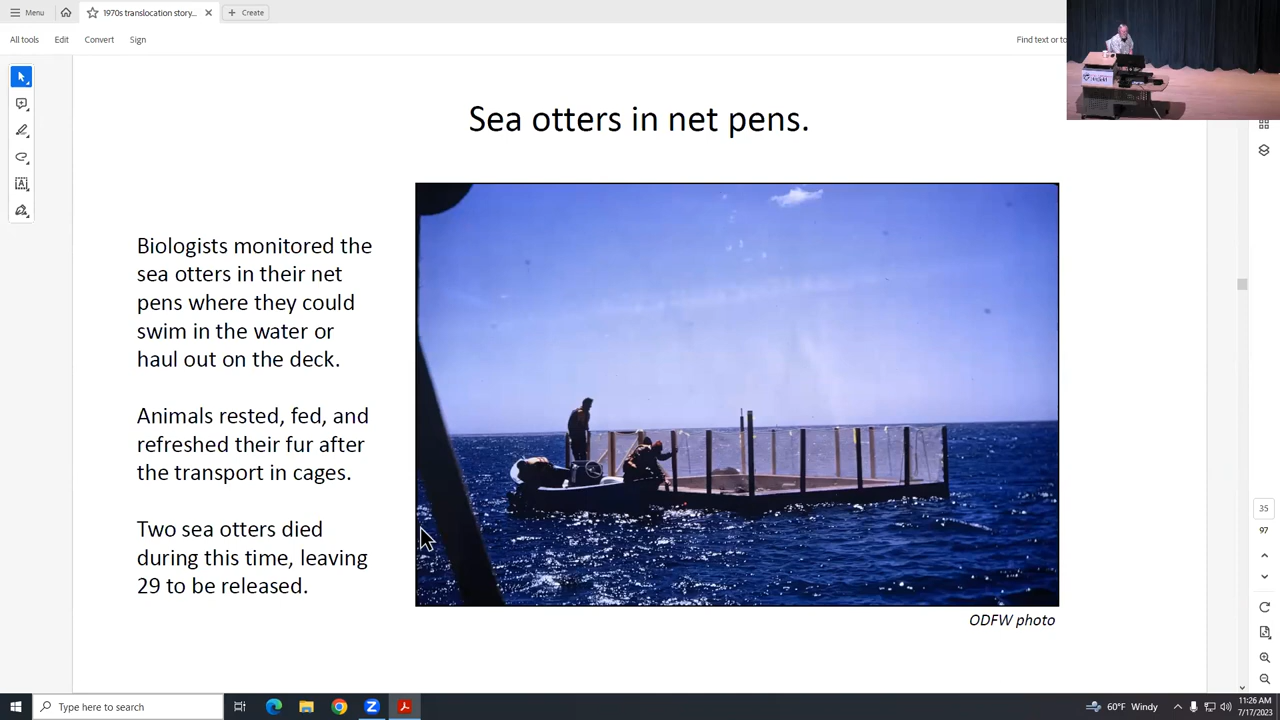 Menu
1970s translocation story...
Create
All tools
Edit
Convert
Sign
Find text or to
Sea otters in net pens.
Biologists monitored the
sea otters in their net
pens where they could
swim in the water or
haul out on the deck.
Animals rested, fed, and
refreshed their fur after
the transport in cages.
Two sea otters died
during this time, leaving
29 to be released.
ODFW photo
35
97
Type here to search
60°F Windy
11:26 AM
7/17/2023